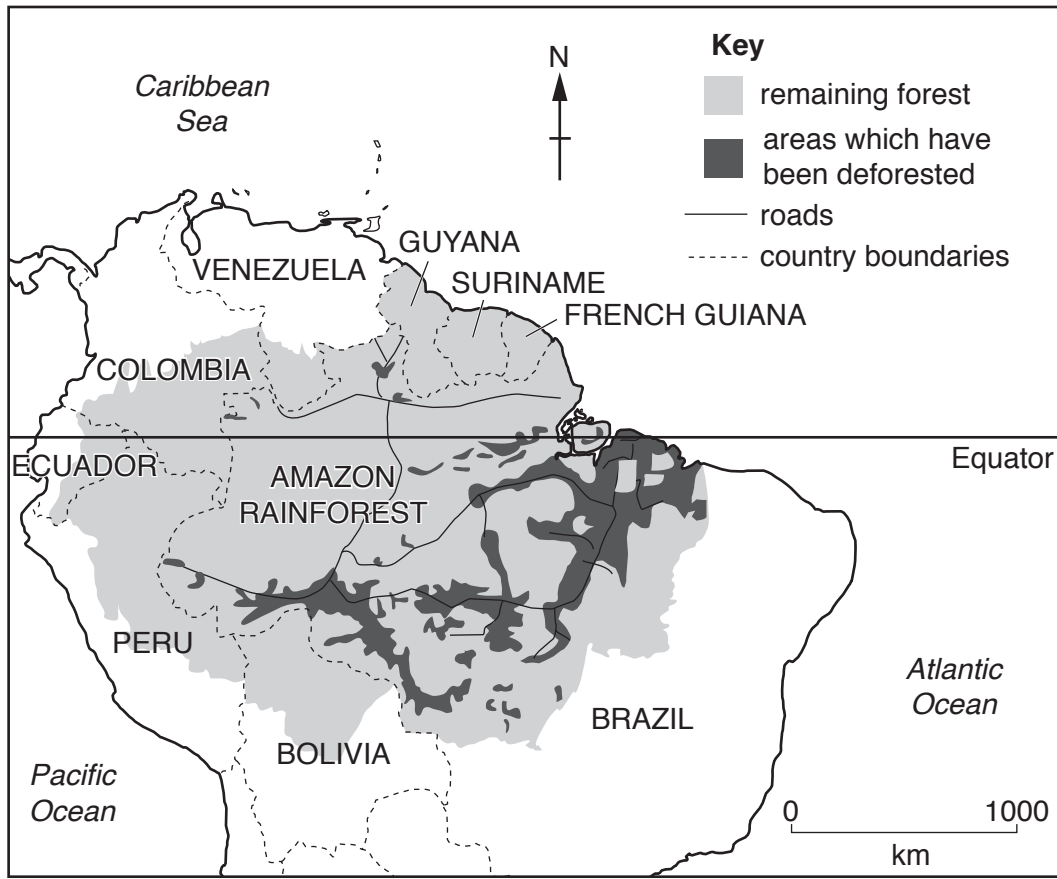 Caribbean
Sea
N
Key
remaining forest
areas which have
been deforested
roads
country boundaries
VENEZUELA
GUYANA
SURINAME
FRENCH GUIANA
COLOMBIA
ECUADOR
AMAZON
RAINFOREST
Equator
PERU
BOLIVIA
BRAZIL
Atlantic
Ocean
Pacific
Ocean
0 1000
km